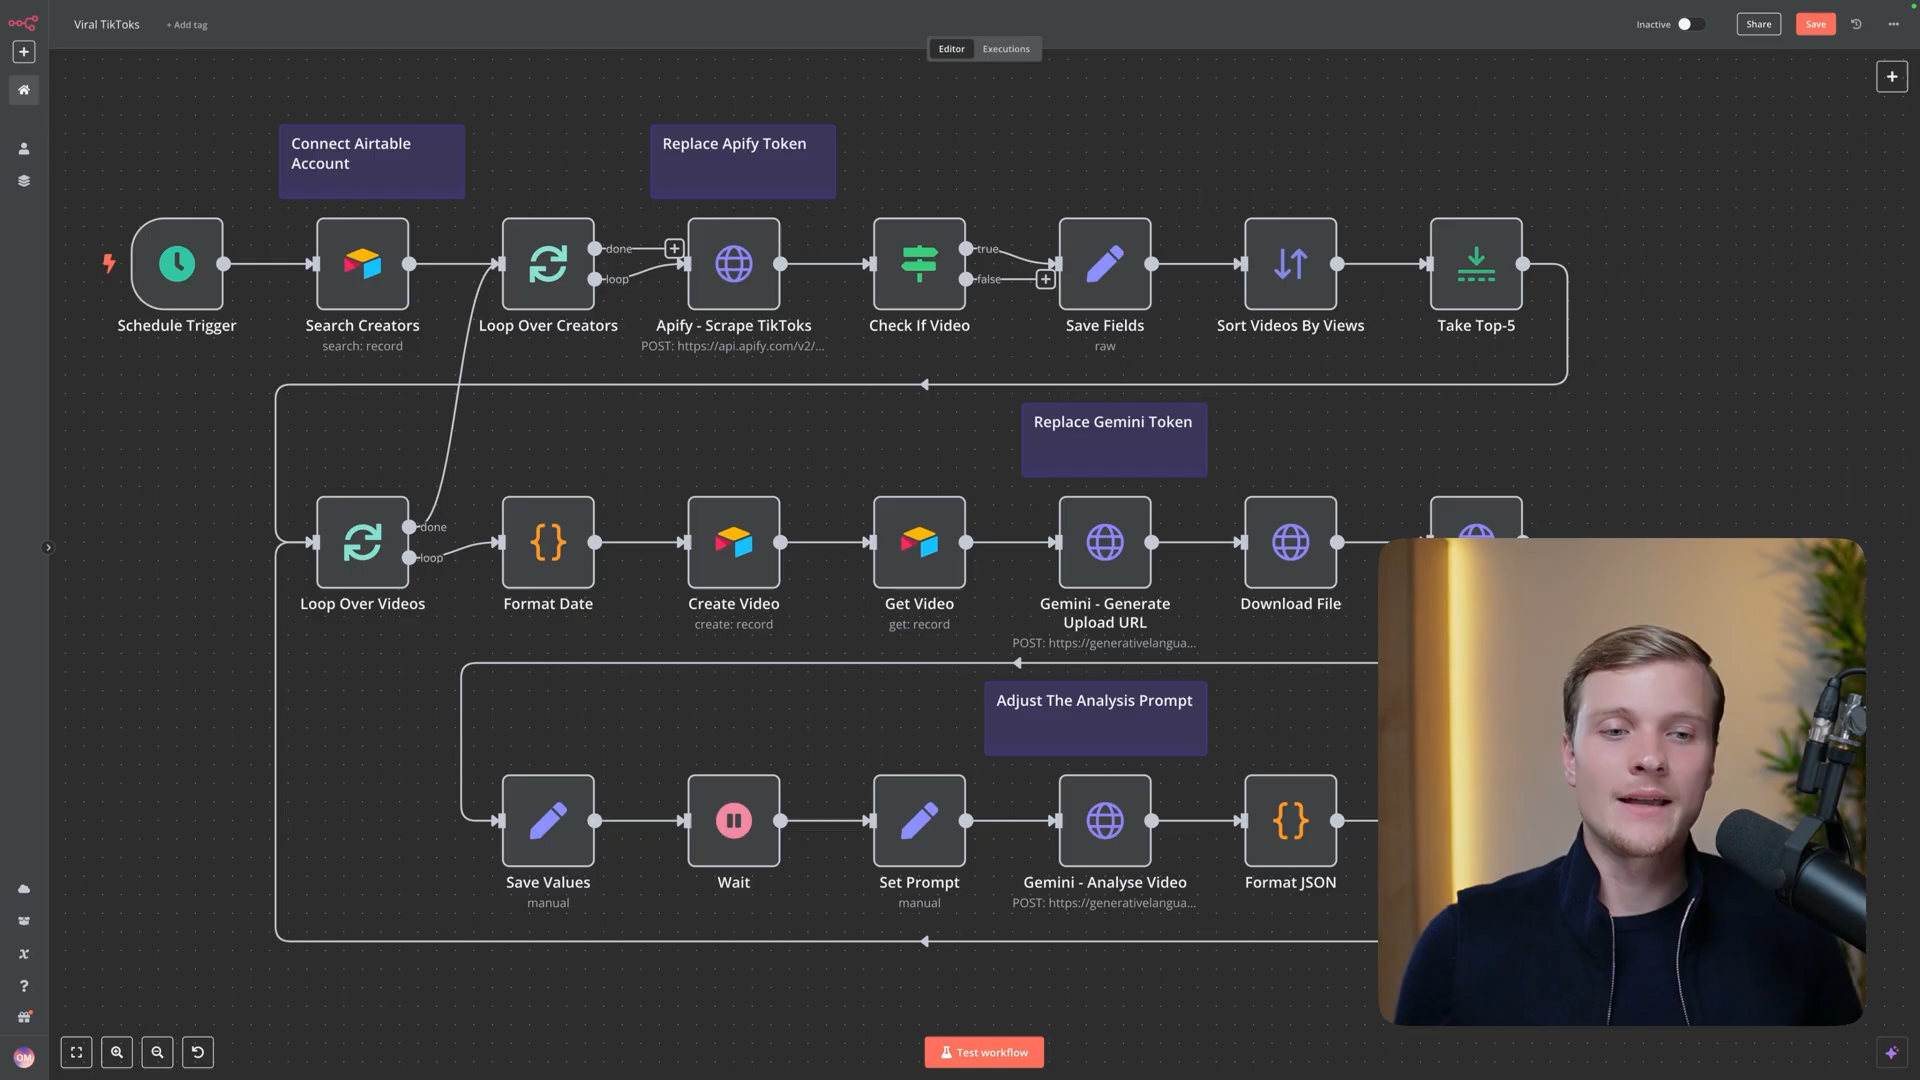 Viral TikToks
+ Add tag
Inactive
Share
Save
Editor
Executions
Connect Airtable
Account
Replace Apify Token
done
loop
true
false
Schedule Trigger
Search Creators
search: record
Loop Over Creators
Apify - Scrape TikToks
POST: https://api.apify.com/v2/...
Check If Video
Save Fields
raw
Sort Videos By Views
Take Top-5
Replace Gemini Token
done
loop
Loop Over Videos
Format Date
Create Video
create: record
Get Video
get: record
Gemini - Generate
Upload URL
POST: https://generativelangua...
Download File
Adjust The Analysis Prompt
Save Values
manual
Wait
Set Prompt
manual
Gemini - Analyse Video
POST: https://generativelangua...
Format JSON
OM
Test workflow